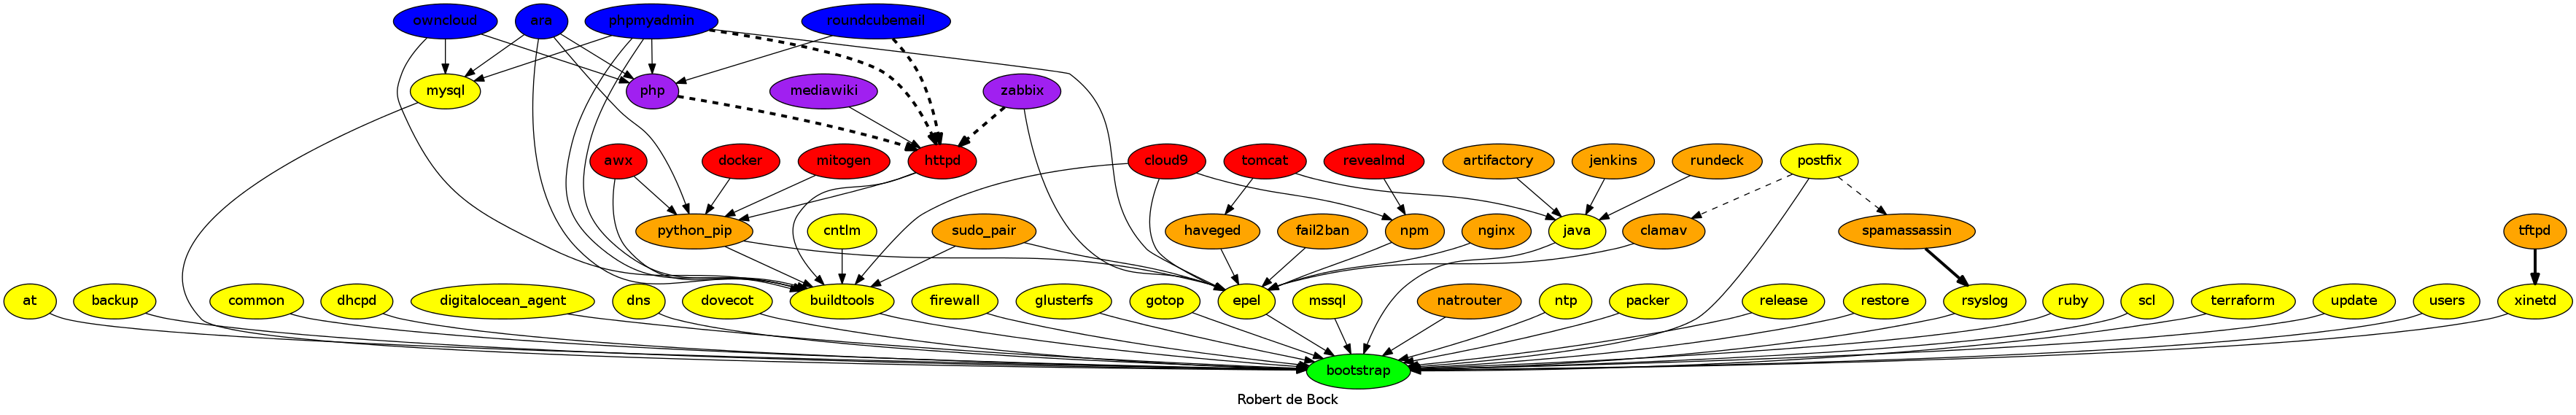 owncloud
ara
phpmyadmin
roundcubemail
mysql
php
mediawiki
zabbix
awx
docker
mitogen
httpd
cloud9
tomcat
revealmd
artifactory
jenkins
rundeck
postfix
python_pip
cntlm
sudo_pair
haveged
fail2ban
npm
nginx
java
clamav
spamassassin
tftpd
at
backup
common
dhcpd
digitalocean_agent
dns
dovecot
buildtools
firewall
glusterfs
gotop
epel
mssql
natrouter
ntp
packer
release
restore
rsyslog
ruby
scl
terraform
update
users
xinetd
bootstrap
Robert de Bock